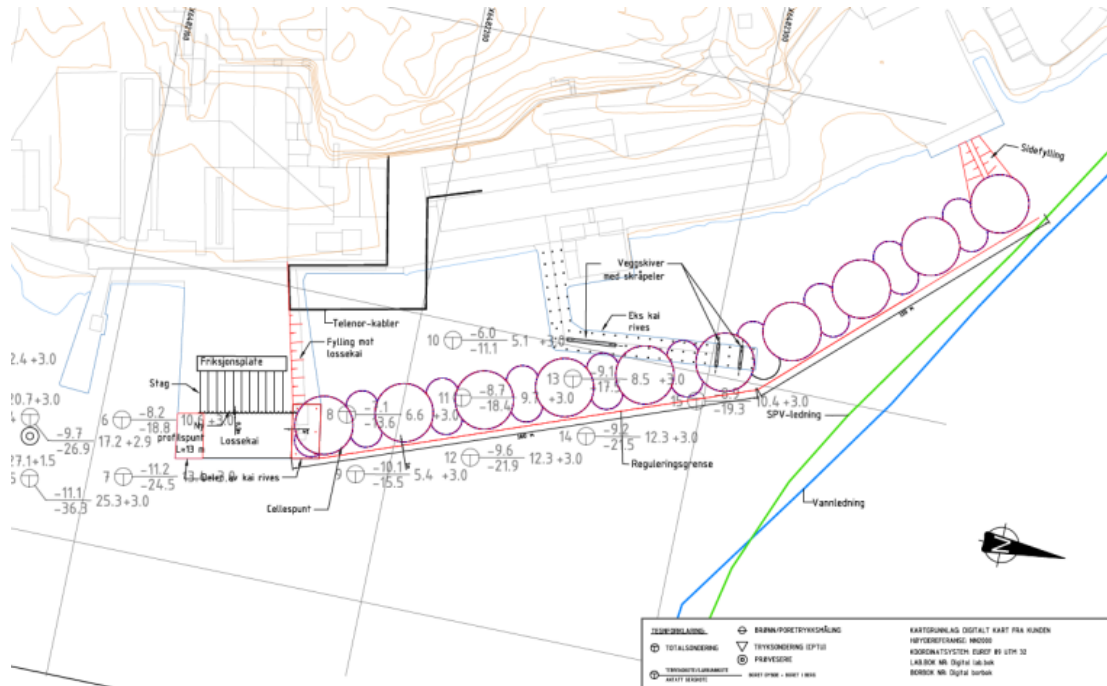 X6482100
X6482200
X6482300
Sidefylling
Veggskiver
med skråpeler
Eks kai
rives
Telenor-kabler
Fylling mot
lossekai
Friksjonsplate
Stag
Lossekai
profilspunt
L=13 m
Deler av kai rives
Cellespunt
Reguleringsgrense
SPV-ledning
Vannledning
2.4 +3.0
20.7+3.0
-9.7
-26.9
17.2 +2.9
27.1+1.5
-11.1
-36.3
25.3+3.0
6
-8.2
-18.8
7
-11.2
-24.5
8
-13.6
6.6
+3.0
9
-10.1
-15.5
5.4
+3.0
10
-6.0
-11.1
5.1
11
-8.7
-18.4
+3.0
12
-9.6
-21.9
12.3 +3.0
13
-9.1
8.5
+3.0
14
-9.2
-21.5
12.3 +3.0
-19.3
10.4 +3.0
N
TEGNFORKLARING:
TOTALSONDERING
BRØNN/PORETRYKKSMÅLING
TRYKSONDERING (CPTU)
PRØVESERIE
KARTGRUNNLAG: DIGITALT KART FRA KUNDEN
HØYDEREFERANSE: NN2000
KOORDINATSYSTEM: EUREF 89 UTM 32
LAB.BOK NR: Digital lab.bok
BORBOK NR: Digital borbok